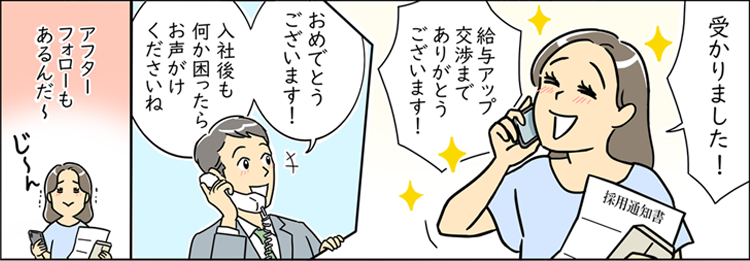 受かりました！
給与アップ
交渉まで
ありがとう
ございます！
採用通知書
おめでとう
ございます！
入社後も
何か困ったら
お声がけ
くださいね
アフター
フォローも
あるんだ～
じ～ん